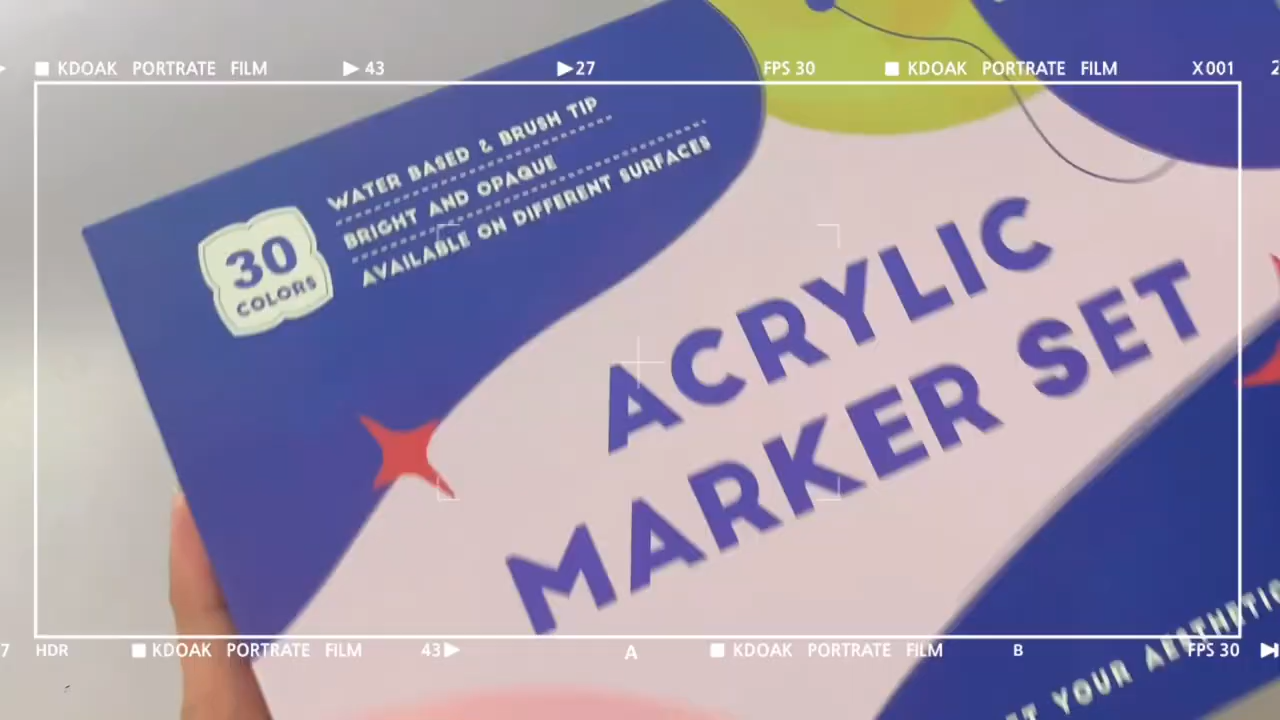 KDOAK PORTRATE FILM ▶ 43 ▶27 FPS 30 KDOAK PORTRATE FILM X001
WATER BASED & BRUSH TIP
BRIGHT AND OPAQUE
AVAILABLE ON DIFFERENT SURFACES
30
COLORS
ACRYLIC
MARKER SET
YOUR AESTHETIC
HDR KDOAK PORTRATE FILM 43▶ A KDOAK PORTRATE FILM B FPS 30